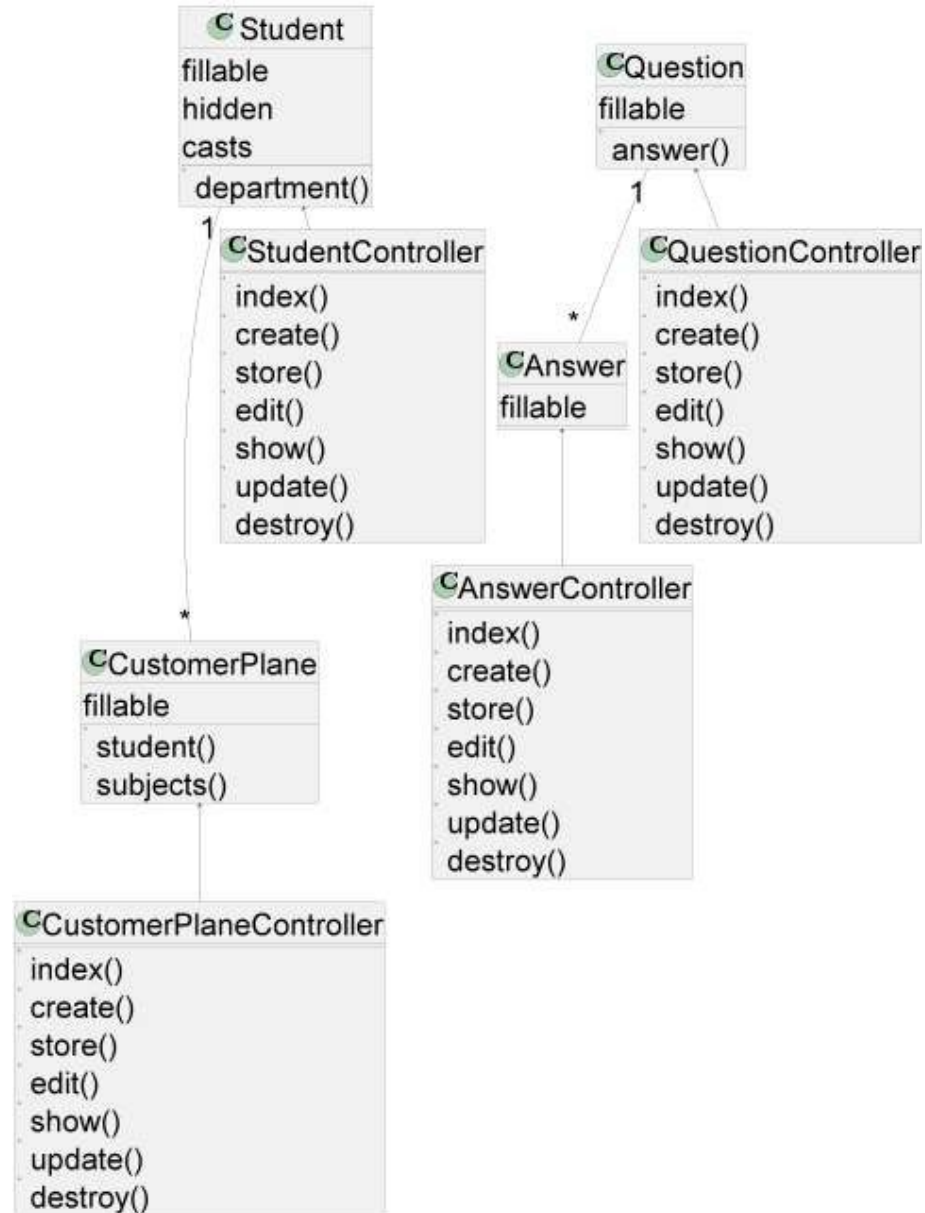 C Student
fillable
hidden
casts
department()
1
C StudentController
index()
create()
store()
edit()
show()
update()
destroy()
*
C CustomerPlane
fillable
student()
subjects()
C CustomerPlaneController
index()
create()
store()
edit()
show()
update()
destroy()
C Question
fillable
answer()
1
*
C Answer
fillable
C AnswerController
index()
create()
store()
edit()
show()
update()
destroy()
C QuestionController
index()
create()
store()
edit()
show()
update()
destroy()